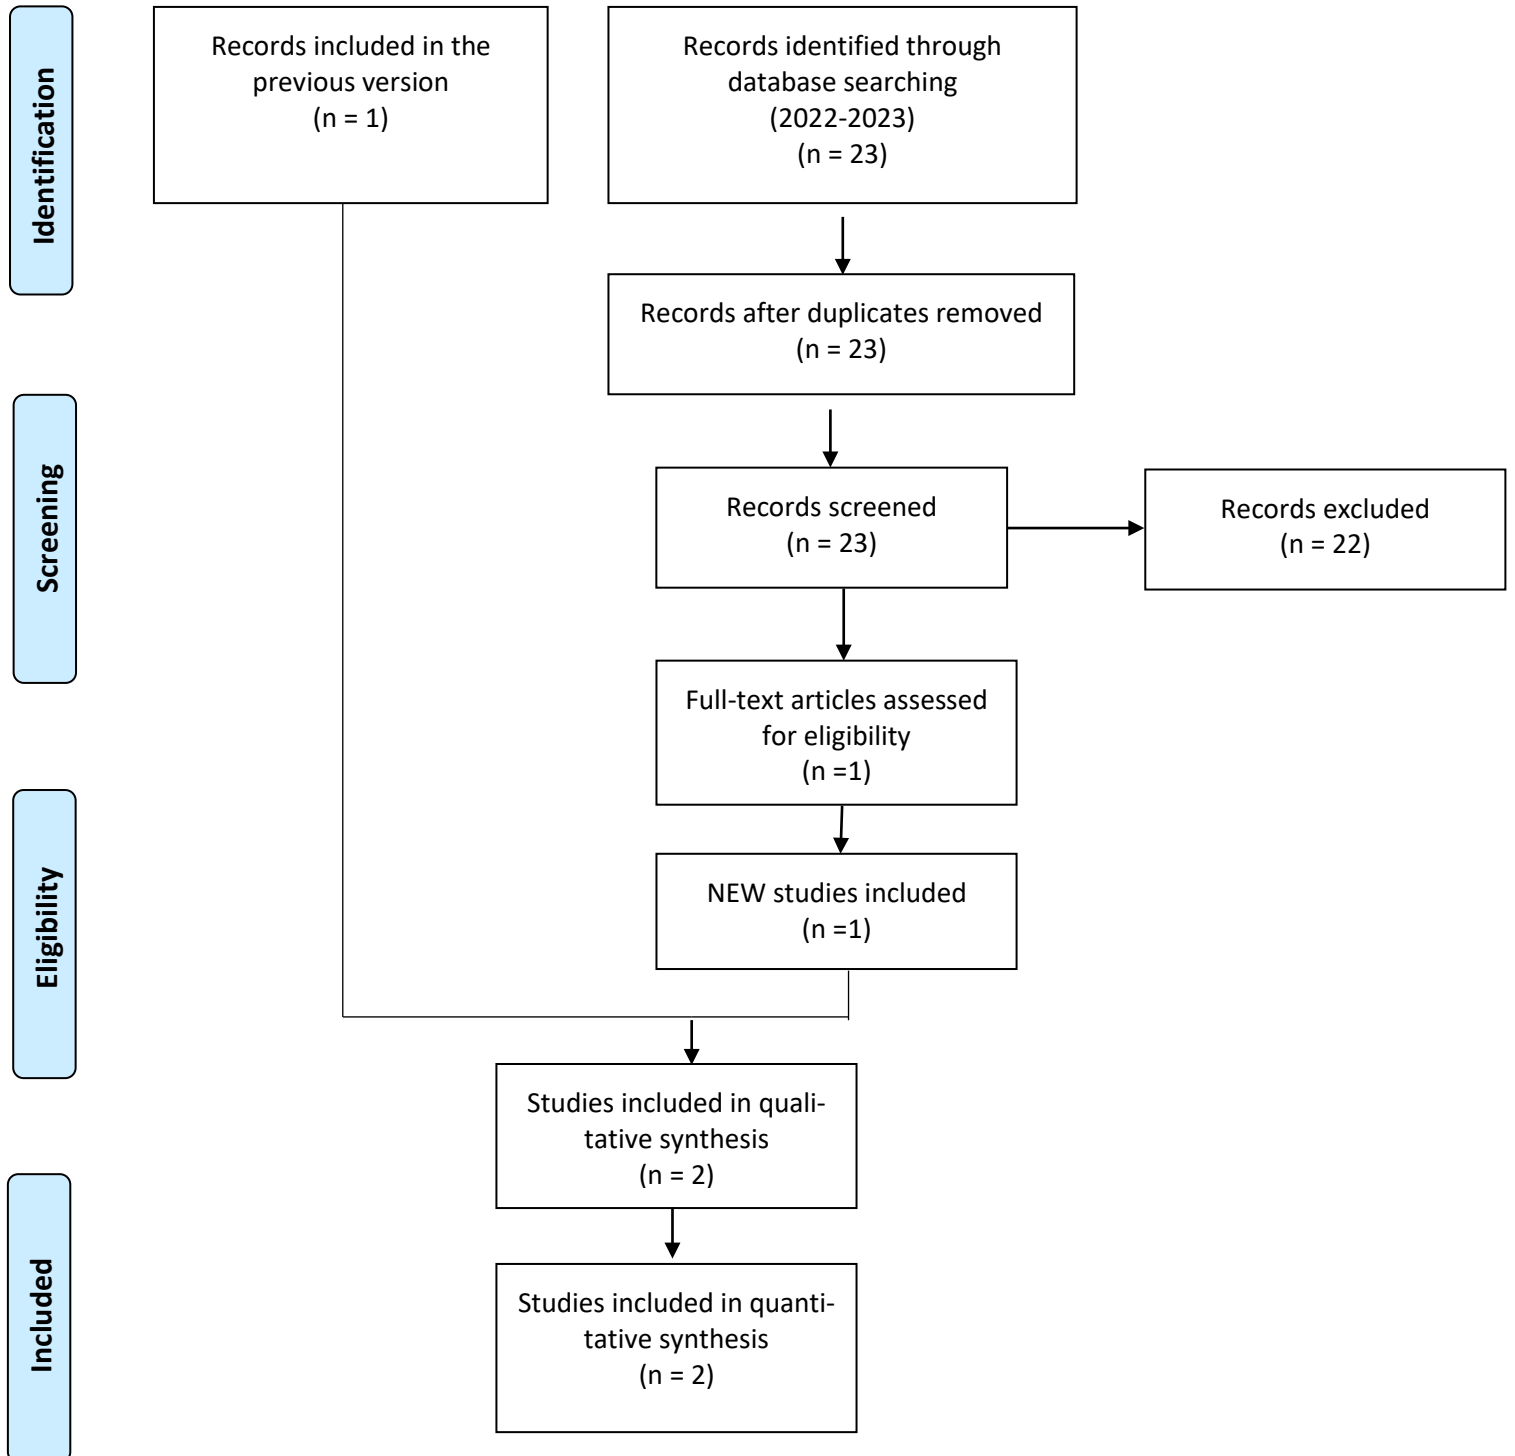 Identification
Records included in the
previous version
(n = 1)
Records identified through
database searching
(2022-2023)
(n = 23)
Records after duplicates removed
(n = 23)
Screening
Records screened
(n = 23)
Records excluded
(n = 22)
Full-text articles assessed
for eligibility
(n =1)
Eligibility
NEW studies included
(n =1)
Studies included in quali-
tative synthesis
(n = 2)
Included
Studies included in quanti-
tative synthesis
(n = 2)